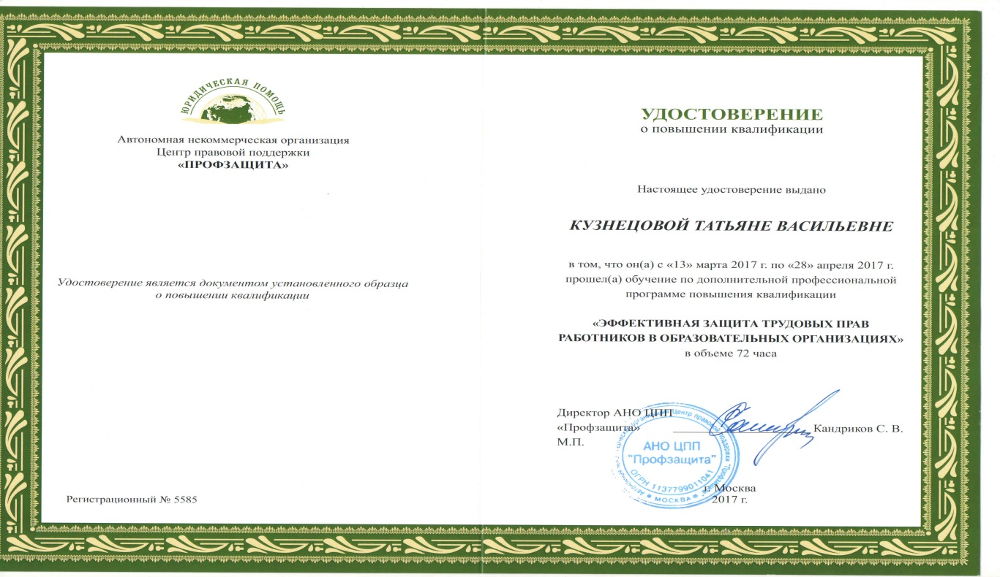 ЮРИДИЧЕСКАЯ ПОМОЩЬ
Автономная некоммерческая организация
Центр правовой поддержки
«ПРОФЗАЩИТА»
Удостоверение является документом установленного образца
о повышении квалификации
Регистрационный № 5585
УДОСТОВЕРЕНИЕ
о повышении квалификации
Настоящее удостоверение выдано
КУЗНЕЦОВОЙ ТАТЬЯНЕ ВАСИЛЬЕВНЕ
в том, что он(а) с «13» марта 2017 г. по «28» апреля 2017 г.
прошел(а) обучение по дополнительной профессиональной
программе повышения квалификации
«ЭФФЕКТИВНАЯ ЗАЩИТА ТРУДОВЫХ ПРАВ
РАБОТНИКОВ В ОБРАЗОВАТЕЛЬНЫХ ОРГАНИЗАЦИЯХ»
в объеме 72 часа
Директор АНО ЦПП
«Профзащита» Кандриков С. В.
М.П.
Центр правовой поддержки "Профзащита"
АНО ЦПП
"Профзащита"
ОГРН 1137799011041
МОСКВА
г. Москва
2017 г.